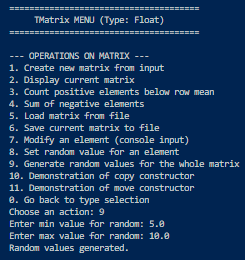 =====================================
TMatrix MENU (Type: Float)
=====================================
--- OPERATIONS ON MATRIX ---
1. Create new matrix from input
2. Display current matrix
3. Count positive elements below row mean
4. Sum of negative elements
5. Load matrix from file
6. Save current matrix to file
7. Modify an element (console input)
8. Set random value for an element
9. Generate random values for the whole matrix
10. Demonstration of copy constructor
11. Demonstration of move constructor
0. Go back to type selection
Choose an action: 9
Enter min value for random: 5.0
Enter max value for random: 10.0
Random values generated.